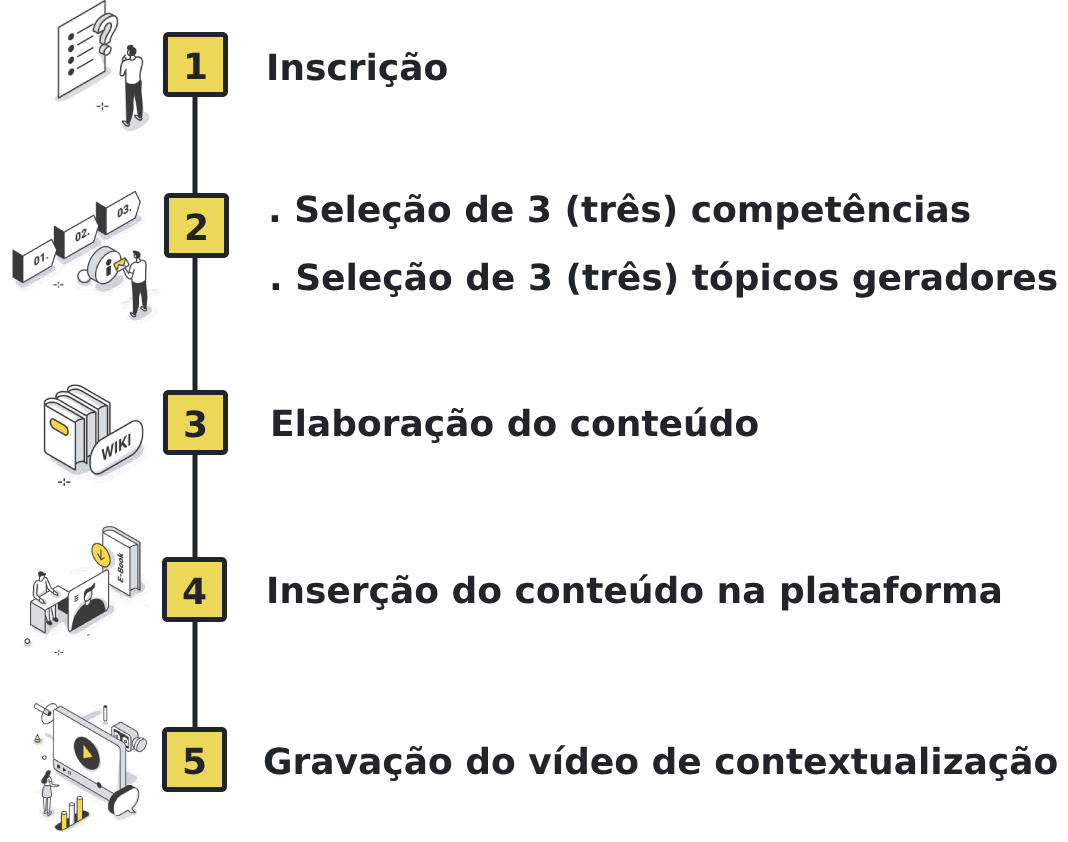 1 Inscrição
2 . Seleção de 3 (três) competências
. Seleção de 3 (três) tópicos geradores
01. 02. 03.
i
3 Elaboração do conteúdo
WIKI
4 Inserção do conteúdo na plataforma
E-Book
5 Gravação do vídeo de contextualização